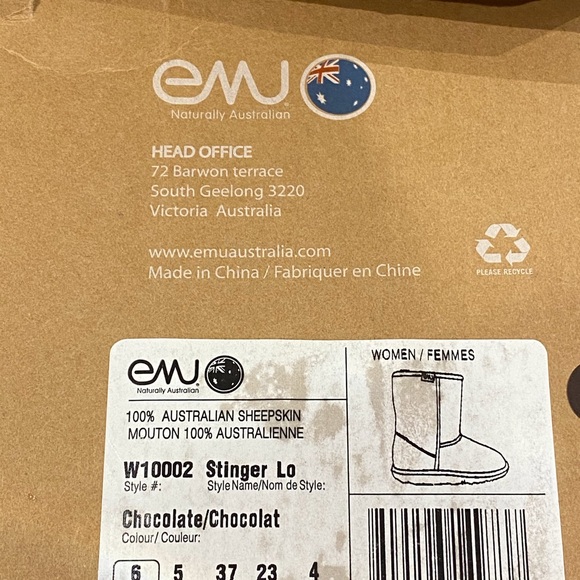 emu
Naturally Australian
HEAD OFFICE
72 Barwon terrace
South Geelong 3220
Victoria Australia
www.emuaustralia.com
Made in China / Fabriquer en Chine
PLEASE RECYCLE
emu
Naturally Australian
100% AUSTRALIAN SHEEPSKIN
MOUTON 100% AUSTRALIENNE
W10002 Stinger Lo
Style #: Style Name/Nom de Style:
Chocolate/Chocolat
Colour/ Couleur:
6 5 37 23 4
WOMEN / FEMMES